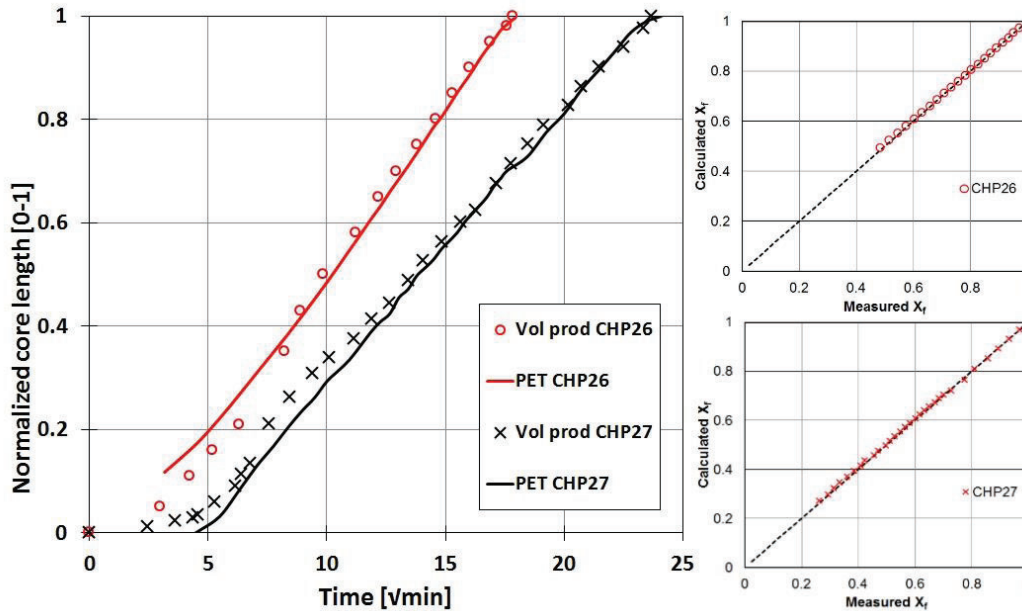 Normalized core length [0-1]
1
0.8
0.6
0.4
0.2
0
0 5 10 15 20 25
Time [√min]
Vol prod CHP26
PET CHP26
Vol prod CHP27
PET CHP27
Calculated Xf
1
0.8
0.6
0.4
0.2
0
0 0.2 0.4 0.6 0.8
Measured Xf
CHP26
Calculated Xf
1
0.8
0.6
0.4
0.2
0
0 0.2 0.4 0.6 0.8
Measured Xf
CHP27